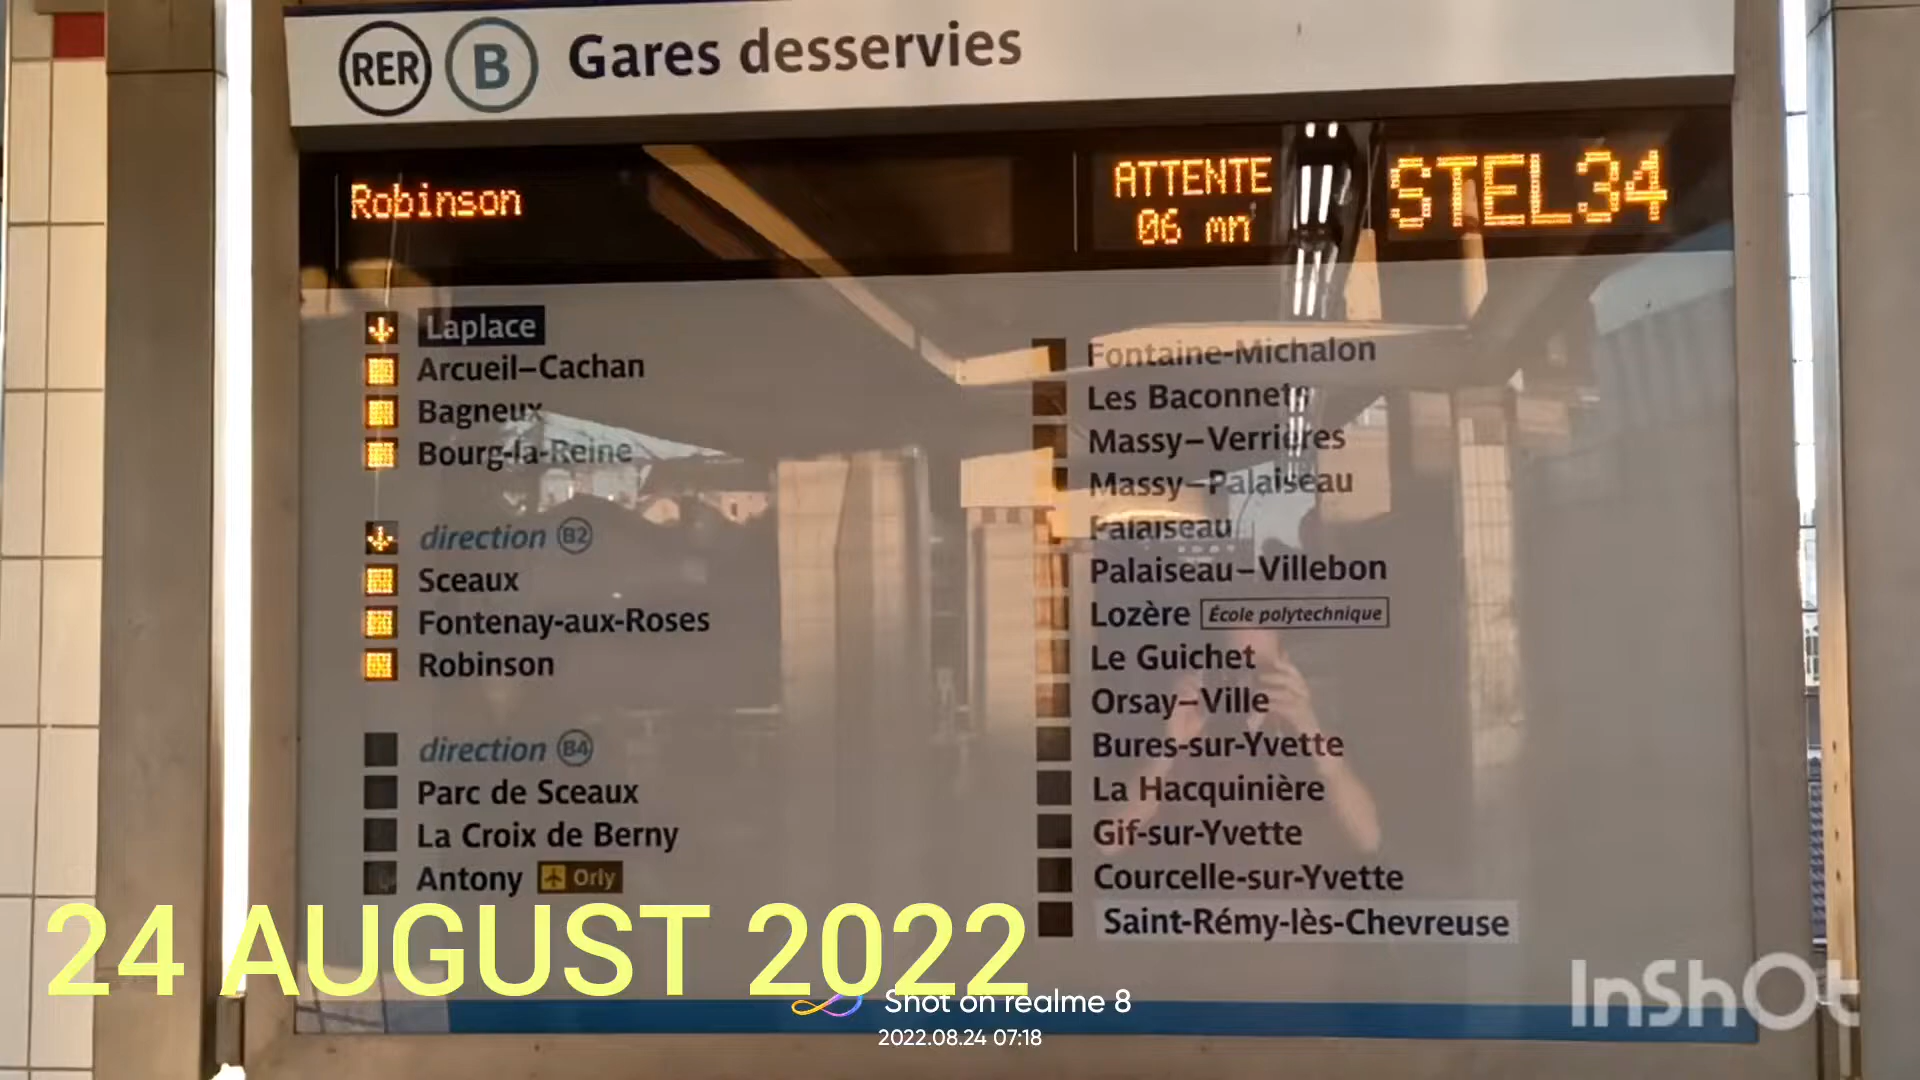 RER B Gares desservies
Robinson
ATTENTE
06 mn
STEL34
Laplace
Arcueil–Cachan
Bagneux
Bourg-la-Reine
direction B2
Sceaux
Fontenay-aux-Roses
Robinson
direction B4
Parc de Sceaux
La Croix de Berny
Antony Orly
Fontaine-Michalon
Les Baconnets
Massy–Verrières
Massy–Palaiseau
Palaiseau
Palaiseau–Villebon
Lozère École polytechnique
Le Guichet
Orsay–Ville
Bures-sur-Yvette
La Hacquinière
Gif-sur-Yvette
Courcelle-sur-Yvette
Saint-Rémy-lès-Chevreuse
24 AUGUST 2022
Shot on realme 8
2022.08.24 07:18
InShOt